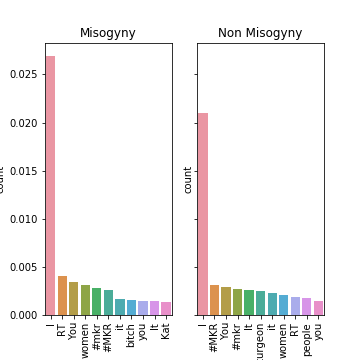 Misogyny
Non Misogyny
0.025
0.020
0.015
0.010
0.005
0.000
count
count
I
RT
You
women
#mkr
#MKR
it
bitch
you
It
Kat
I
#MKR
You
#mkr
It
turgeon
it
women
RT
people
you